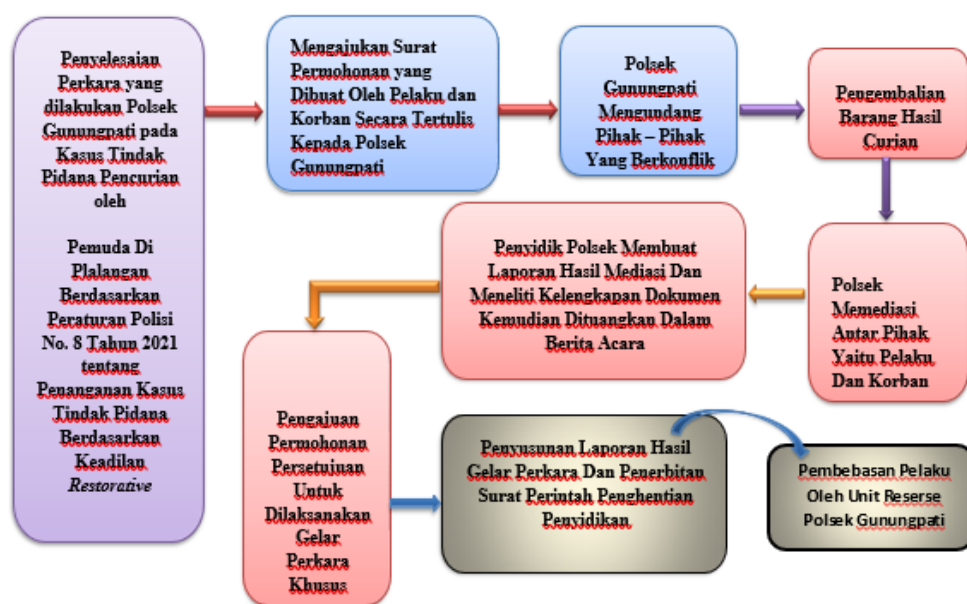 Penyelesaian
Perkara yang
dilakukan Polsek
Gunungpati pada
Kasus Tindak
Pidana Pencurian
oleh
Pemuda Di
Plalangan
Berdasarkan
Peraturan Polisi
No. 8 Tahun 2021
tentang
Penanganan Kasus
Tindak Pidana
Berdasarkan
Keadilan
Restorative
Mengajukan Surat
Permohonan yang
Dibuat Oleh Pelaku dan
Korban Secara Tertulis
Kepada Polsek
Gunungpati
Polsek
Gunungpati
Mengundang
Pihak – Pihak
Yang Berkonflik
Pengembalian
Barang Hasil
Curian
Polsek
Memediasi
Antar Pihak
Yaitu Pelaku
Dan Korban
Penyidik Polsek Membuat
Laporan Hasil Mediasi Dan
Meneliti Kelengkapan Dokumen
Kemudian Dituangkan Dalam
Berita Acara
Pengajuan
Permohonan
Persetuinan
Untuk
Dilaksanakan
Gelar
Perkara
Khusus
Penyusunan Laporan Hasil
Gelar Perkara Dan Penerbitan
Surat Perintah Penghentian
Penyidikan
Pembebasan Pelaku
Oleh Unit Reserse
Polsek Gunungpati